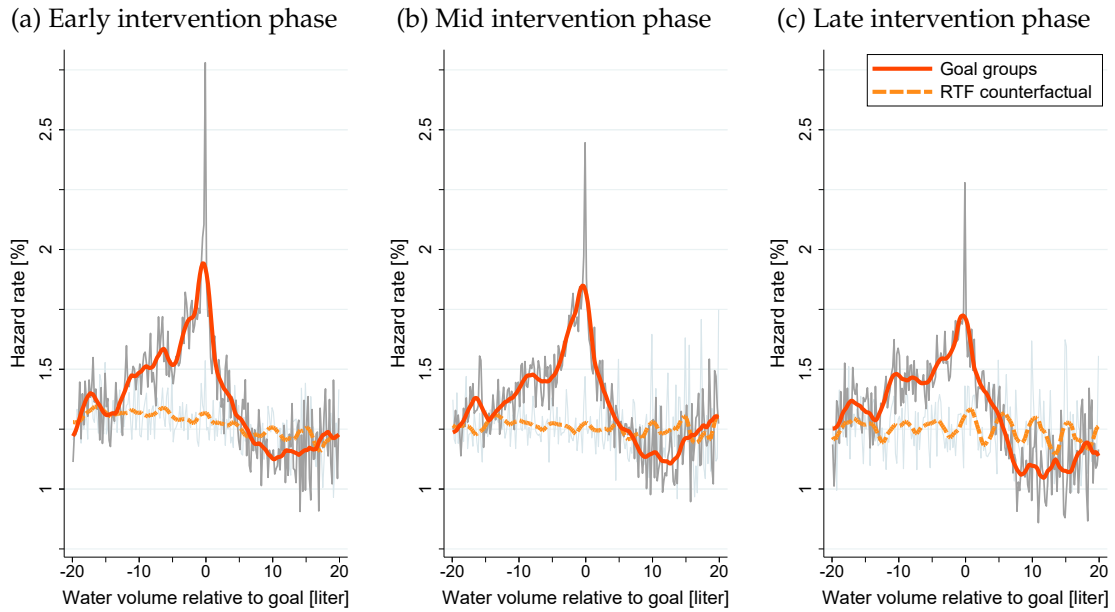 (a) Early intervention phase
(b) Mid intervention phase
(c) Late intervention phase
Goal groups
RTF counterfactual
Hazard rate [%]
2.5
2
1.5
1
-20
-10
0
10
20
Water volume relative to goal [liter]
Hazard rate [%]
2.5
2
1.5
1
-20
-10
0
10
20
Water volume relative to goal [liter]
Hazard rate [%]
2.5
2
1.5
1
-20
-10
0
10
20
Water volume relative to goal [liter]